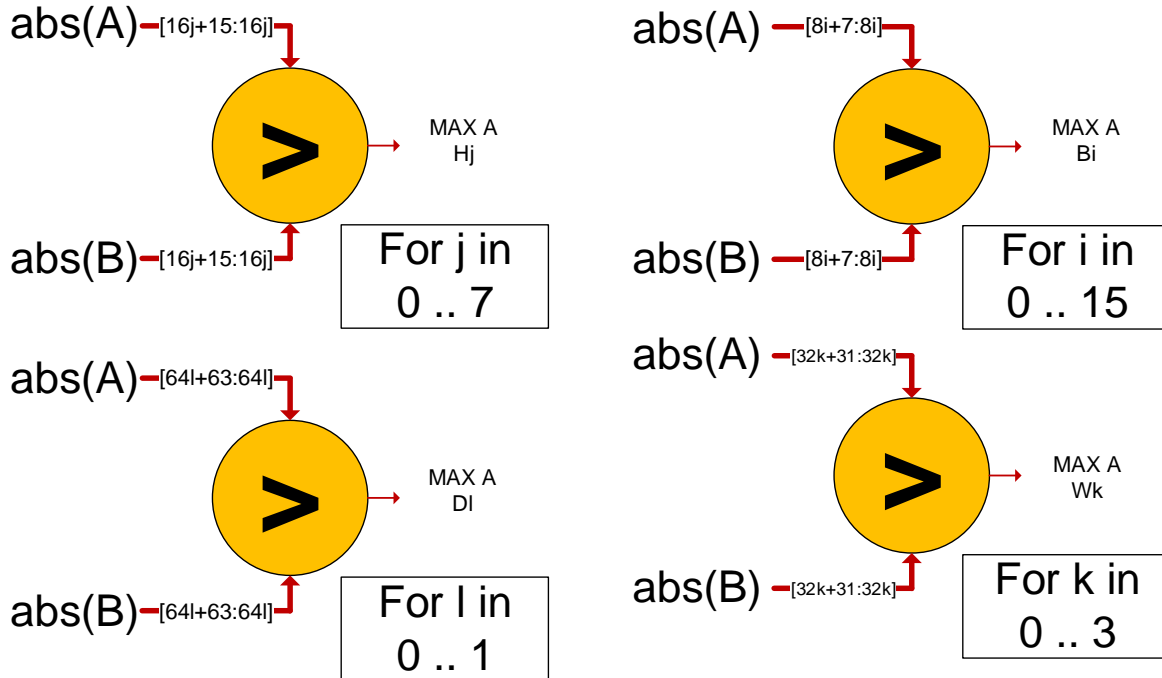 abs(A)
[16j+15:16j]
>
MAX A
Hj
abs(B)
[16j+15:16j]
For j in
0 .. 7
abs(A)
[8i+7:8i]
>
MAX A
Bi
abs(B)
[8i+7:8i]
For i in
0 .. 15
abs(A)
[64l+63:64l]
>
MAX A
Dl
abs(B)
[64l+63:64l]
For l in
0 .. 1
abs(A)
[32k+31:32k]
>
MAX A
Wk
abs(B)
[32k+31:32k]
For k in
0 .. 3